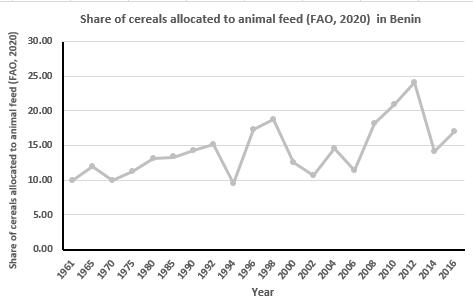 Share of cereals allocated to animal feed (FAO, 2020)  in Benin
Share of cereals allocated to animal feed (FAO, 2020)
30.00
25.00
20.00
15.00
10.00
5.00
0.00
1961 1965 1970 1975 1980 1985 1990 1992 1994 1996 1998 2000 2002 2004 2006 2008 2010 2012 2014 2016
Year